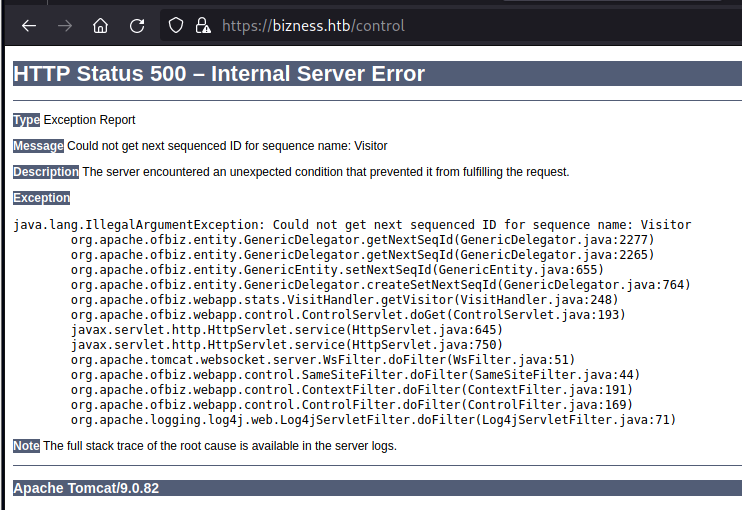 https://bizness.htb/control
HTTP Status 500 – Internal Server Error
Type Exception Report
Message Could not get next sequenced ID for sequence name: Visitor
Description The server encountered an unexpected condition that prevented it from fulfilling the request.
Exception
java.lang.IllegalArgumentException: Could not get next sequenced ID for sequence name: Visitor
org.apache.ofbiz.entity.GenericDelegator.getNextSeqId(GenericDelegator.java:2277)
org.apache.ofbiz.entity.GenericDelegator.getNextSeqId(GenericDelegator.java:2265)
org.apache.ofbiz.entity.GenericEntity.setNextSeqId(GenericEntity.java:655)
org.apache.ofbiz.entity.GenericDelegator.createSetNextSeqId(GenericDelegator.java:764)
org.apache.ofbiz.webapp.stats.VisitHandler.getVisitor(VisitHandler.java:248)
org.apache.ofbiz.webapp.control.ControlServlet.doGet(ControlServlet.java:193)
javax.servlet.http.HttpServlet.service(HttpServlet.java:645)
javax.servlet.http.HttpServlet.service(HttpServlet.java:750)
org.apache.tomcat.websocket.server.WsFilter.doFilter(WsFilter.java:51)
org.apache.ofbiz.webapp.control.SameSiteFilter.doFilter(SameSiteFilter.java:44)
org.apache.ofbiz.webapp.control.ContextFilter.doFilter(ContextFilter.java:191)
org.apache.ofbiz.webapp.control.ControlFilter.doFilter(ControlFilter.java:169)
org.apache.logging.log4j.web.Log4jServletFilter.doFilter(Log4jServletFilter.java:71)
Note The full stack trace of the root cause is available in the server logs.
Apache Tomcat/9.0.82